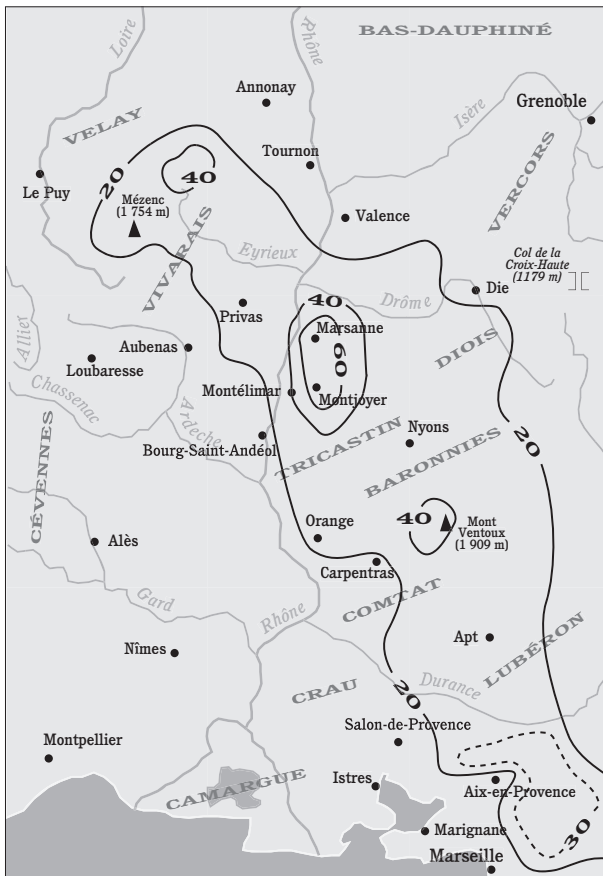 Loire
Rhône
BAS-DAUPHINÉ
Annonay
Grenoble
Isère
VELAY
Tournon
VERCORS
20
40
Le Puy
Mézenc
(1 754 m)
Valence
VIVARAIS
Eyrieux
Col de la
Croix-Haute
(1179 m)
Die
40
Drôme
Privas
Marsanne
Allier
Aubenas
DIOIS
Loubaresse
60
Chassenac
Montélimar
Montjoyer
Ardèche
Nyons
CÉVENNES
Bourg-Saint-Andéol
TRICASTIN
BARONNIES
20
40
Mont
Ventoux
(1 909 m)
Orange
Alès
Carpentras
Gard
COMTAT
Rhône
Apt
LUBÉRON
Nîmes
Durance
CRAU
20
Salon-de-Provence
Montpellier
Istres
CAMARGUE
Aix-en-Provence
30
Marignane
Marseille